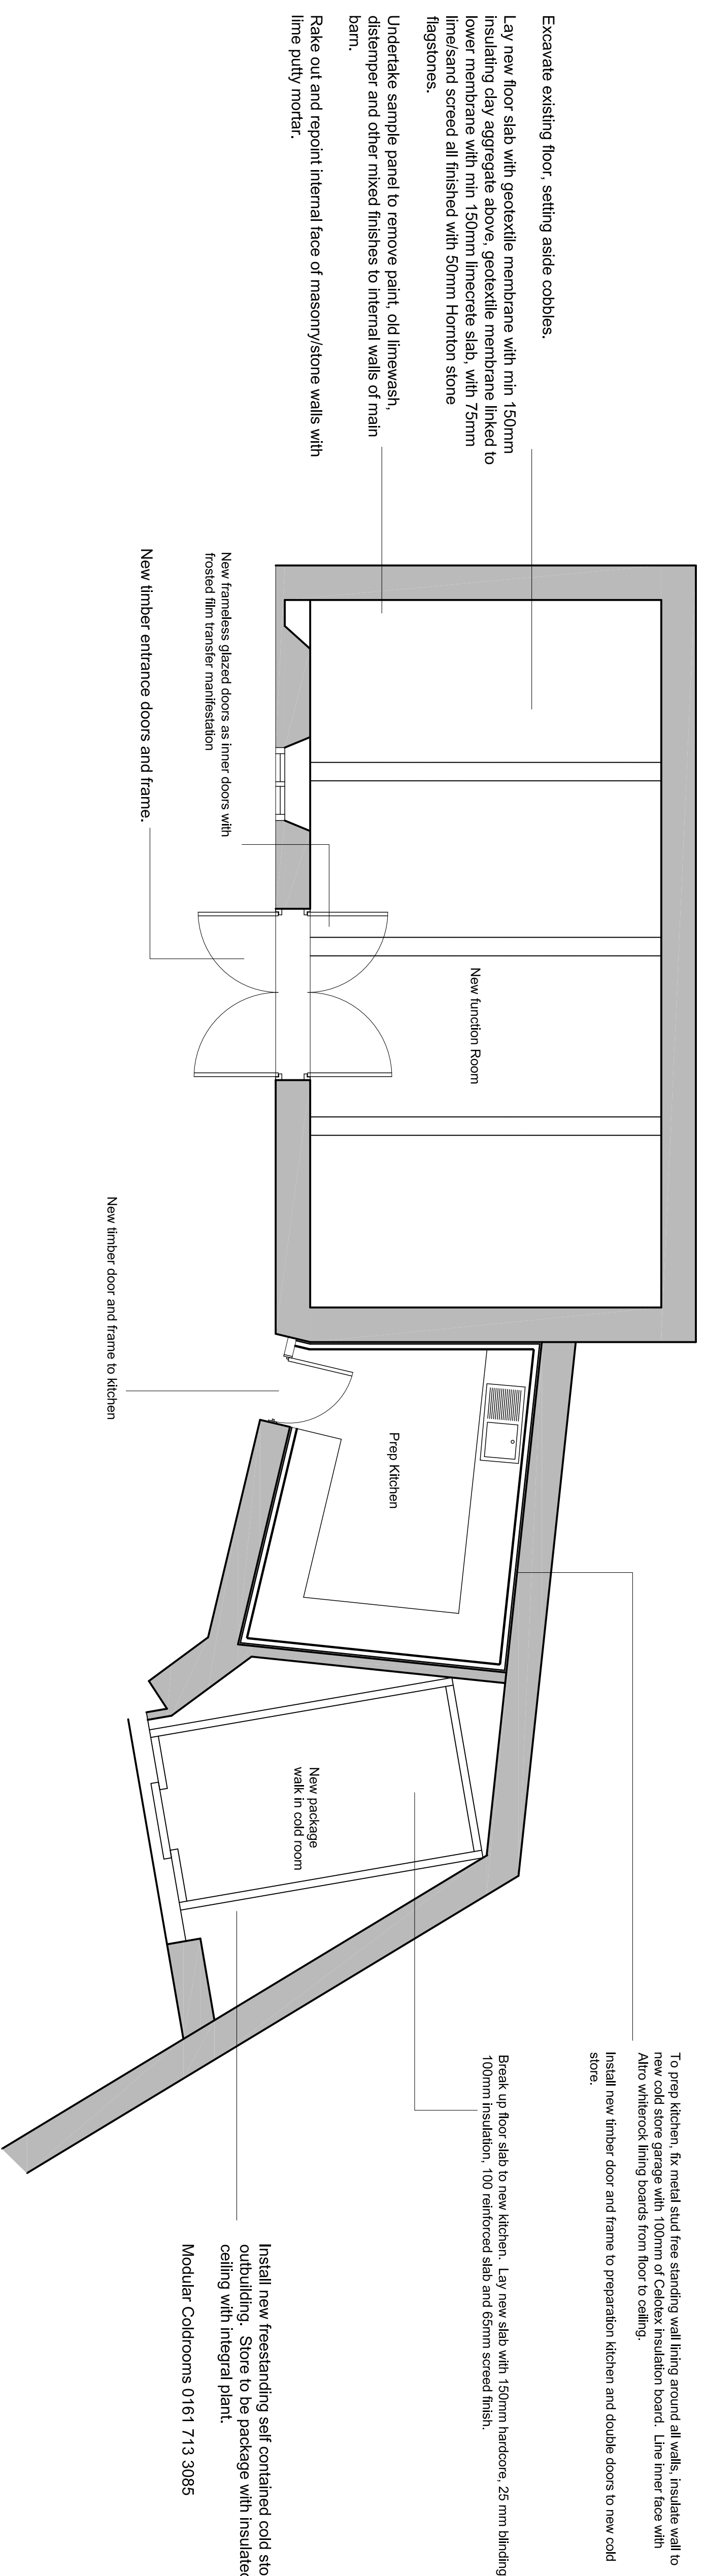 Excavate existing floor, setting aside cobbles.
Lay new floor slab with geotextile membrane with min 150mm
insulating clay aggregate above, geotextile membrane linked to
lower membrane with min 150mm limecrete slab, with 75mm
lime/sand screed all finished with 50mm Hornton stone
flagstones.
Undertake sample panel to remove paint, old limewash,
distemper and other mixed finishes to internal walls of main
barn.
Rake out and repoint internal face of masonry/stone walls with
lime putty mortar.
New frameless glazed doors as inner doors with
frosted film transfer manifestation
New timber entrance doors and frame.
New function Room
New timber door and frame to kitchen
Prep Kitchen
New package
walk in cold room
To prep kitchen, fix metal stud free standing wall lining around all walls, insulate wall to
new cold store garage with 100mm of Celotex insulation board.  Line inner face with
Altro whiterock lining boards from floor to ceiling.
Install new timber door and frame to preparation kitchen and double doors to new cold
store.
Break up floor slab to new kitchen.  Lay new slab with 150mm hardcore, 25 mm blinding
100mm insulation, 100 reinforced slab and 65mm screed finish.
Install new freestanding self contained cold sto
outbuilding.  Store to be package with insulated
ceiling with integral plant.
Modular Coldrooms 0161 713 3085